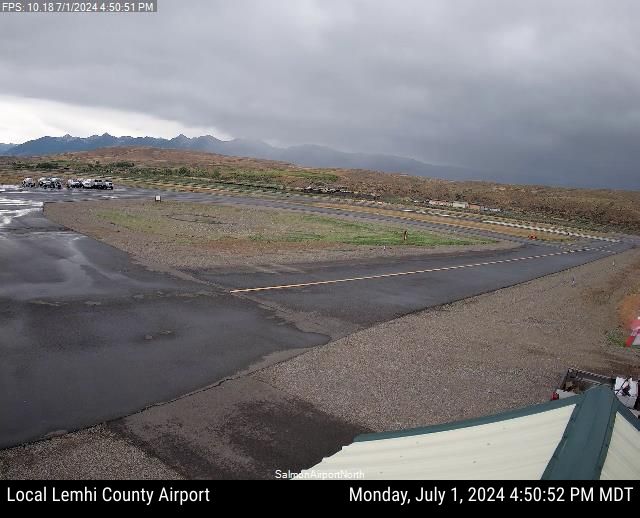 FPS: 10.18 7/1/2024 4:50:51 PM
SalmonAirportNorth
Local Lemhi County Airport
Monday, July 1, 2024 4:50:52 PM MDT